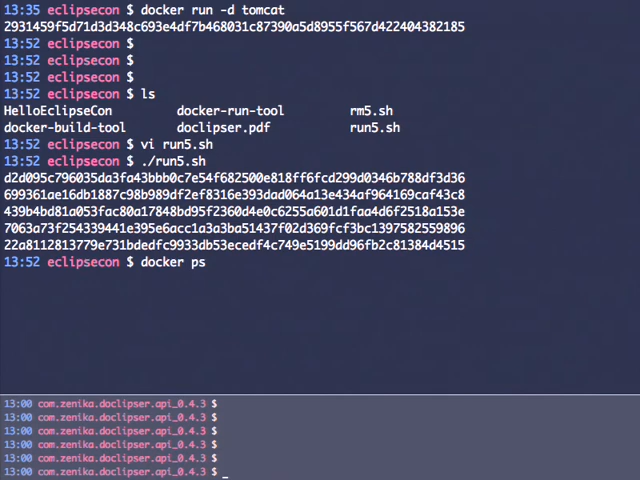 13:35 eclipsecon $ docker run -d tomcat
2931459f5d71d3d348c693e4df7b468031c87390a5d8955f567d422404382185
13:52 eclipsecon $
13:52 eclipsecon $
13:52 eclipsecon $
13:52 eclipsecon $ ls
HelloEclipseCon docker-run-tool rm5.sh
docker-build-tool doclipser.pdf run5.sh
13:52 eclipsecon $ vi run5.sh
13:52 eclipsecon $ ./run5.sh
d2d095c796035da3fa43bbb0c7e54f682500e818ff6fcd299d0346b788df3d36
699361ae16db1887c98b989df2ef8316e393dad064a13e434af964169caf43c8
439b4bd81a053fac80a17848bd95f2360d4e0c6255a601d1faa4d6f2518a153e
7063a73f254339441e395e6acc1a3a3ba51437f02d369fcf3bc1397582559896
22a8112813779e731bdedfc9933db53ecedf4c749e5199dd96fb2c81384d4515
13:52 eclipsecon $ docker ps
13:00 com.zenika.doclipser.api_0.4.3 $
13:00 com.zenika.doclipser.api_0.4.3 $
13:00 com.zenika.doclipser.api_0.4.3 $
13:00 com.zenika.doclipser.api_0.4.3 $
13:00 com.zenika.doclipser.api_0.4.3 $
13:00 com.zenika.doclipser.api_0.4.3 $ _